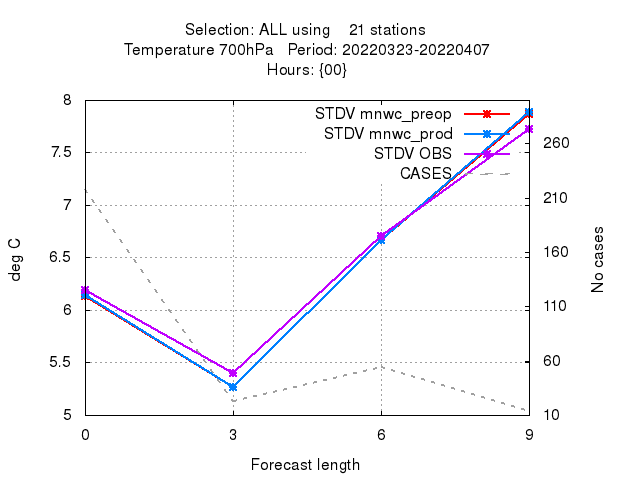 Selection: ALL using    21 stations
Temperature 700hPa   Period: 20220323-20220407
Hours: {00}
STDV mnwc_preop
STDV mnwc_prod
STDV OBS
CASES
8
7.5
7
6.5
6
5.5
5
deg C
260
210
160
110
60
10
No cases
0 3 6 9
Forecast length